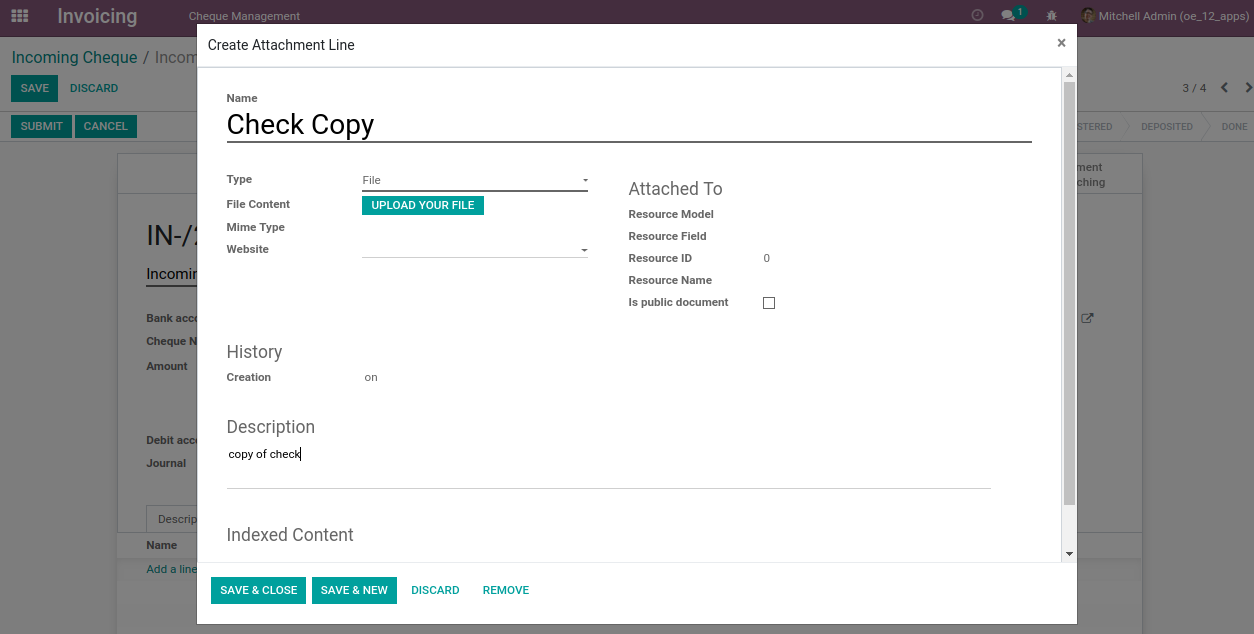 Invoicing Cheque Management 1 Mitchell Admin (oe_12_apps)
Create Attachment Line ×
Incoming Cheque / Incom
SAVE DISCARD 3 / 4
SUBMIT CANCEL STERED DEPOSITED DONE
Name
Check Copy
ment
ching
Type File
File Content UPLOAD YOUR FILE
Mime Type
Website
Attached To
Resource Model
Resource Field
Resource ID 0
Resource Name
Is public document
IN-/2
Incomin
Bank acco
Cheque N
Amount
History
Creation on
Description
copy of check
Debit acco
Journal
Descrip
Indexed Content
Name
Add a line
SAVE & CLOSE SAVE & NEW DISCARD REMOVE